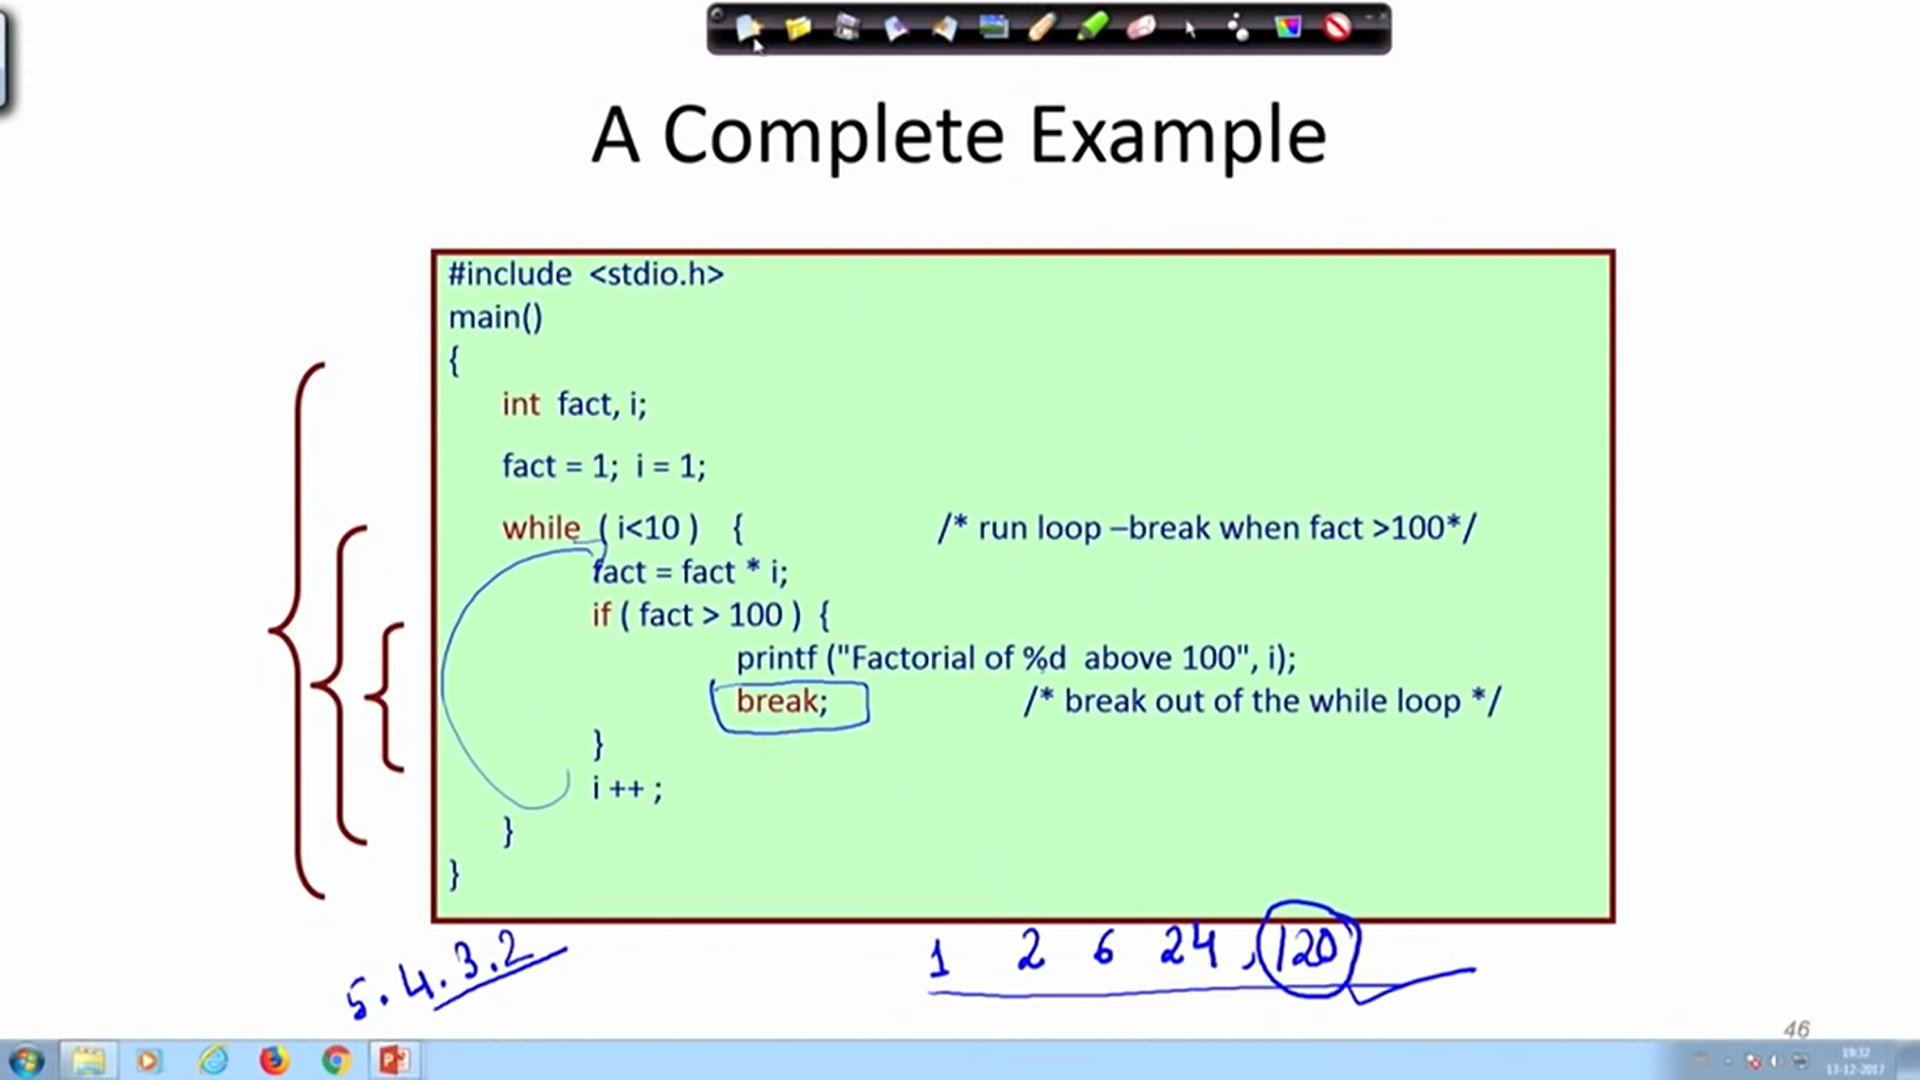 A Complete Example
#include <stdio.h>
main()
{
int fact, i;
fact = 1; i = 1;
while ( i<10 ) { /* run loop –break when fact >100*/
fact = fact * i;
if ( fact > 100 ) {
printf ("Factorial of %d above 100", i);
break; /* break out of the while loop */
}
i ++ ;
}
}
5.4.3.2
1 2 6 24 , 120
46
19:32
13-12-2017